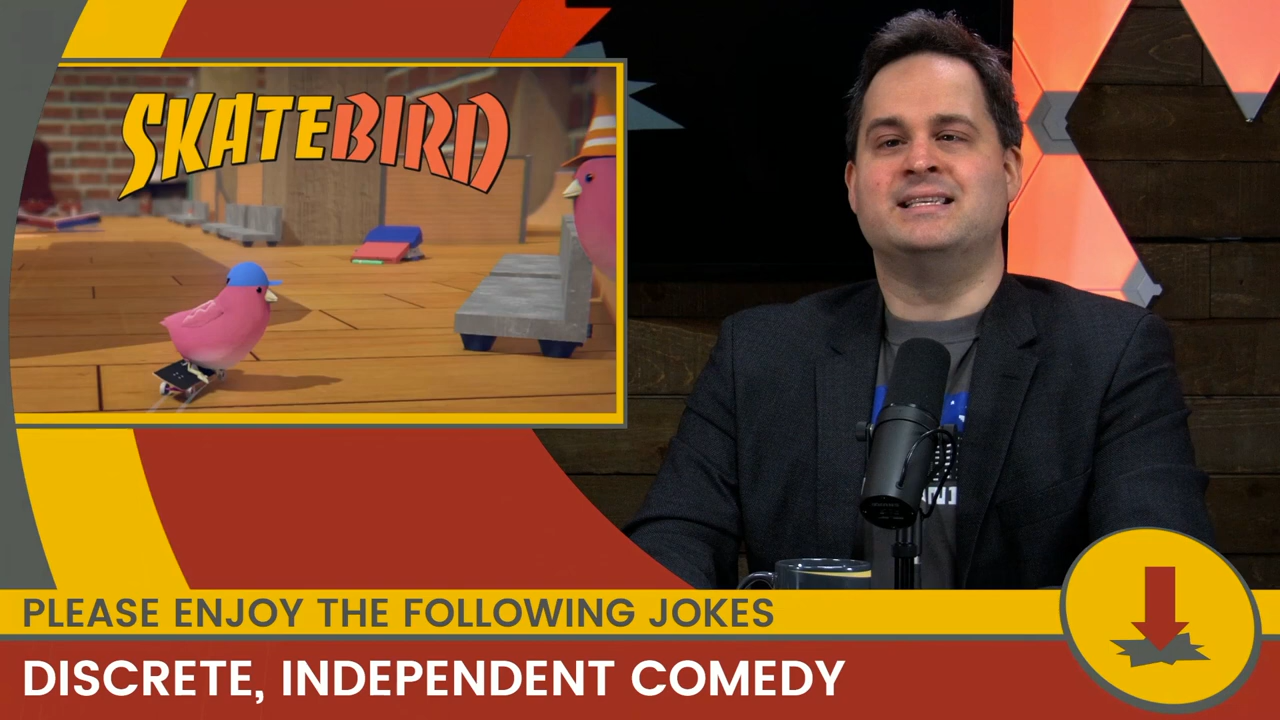 SKATEBIRD
PLEASE ENJOY THE FOLLOWING JOKES
DISCRETE, INDEPENDENT COMEDY